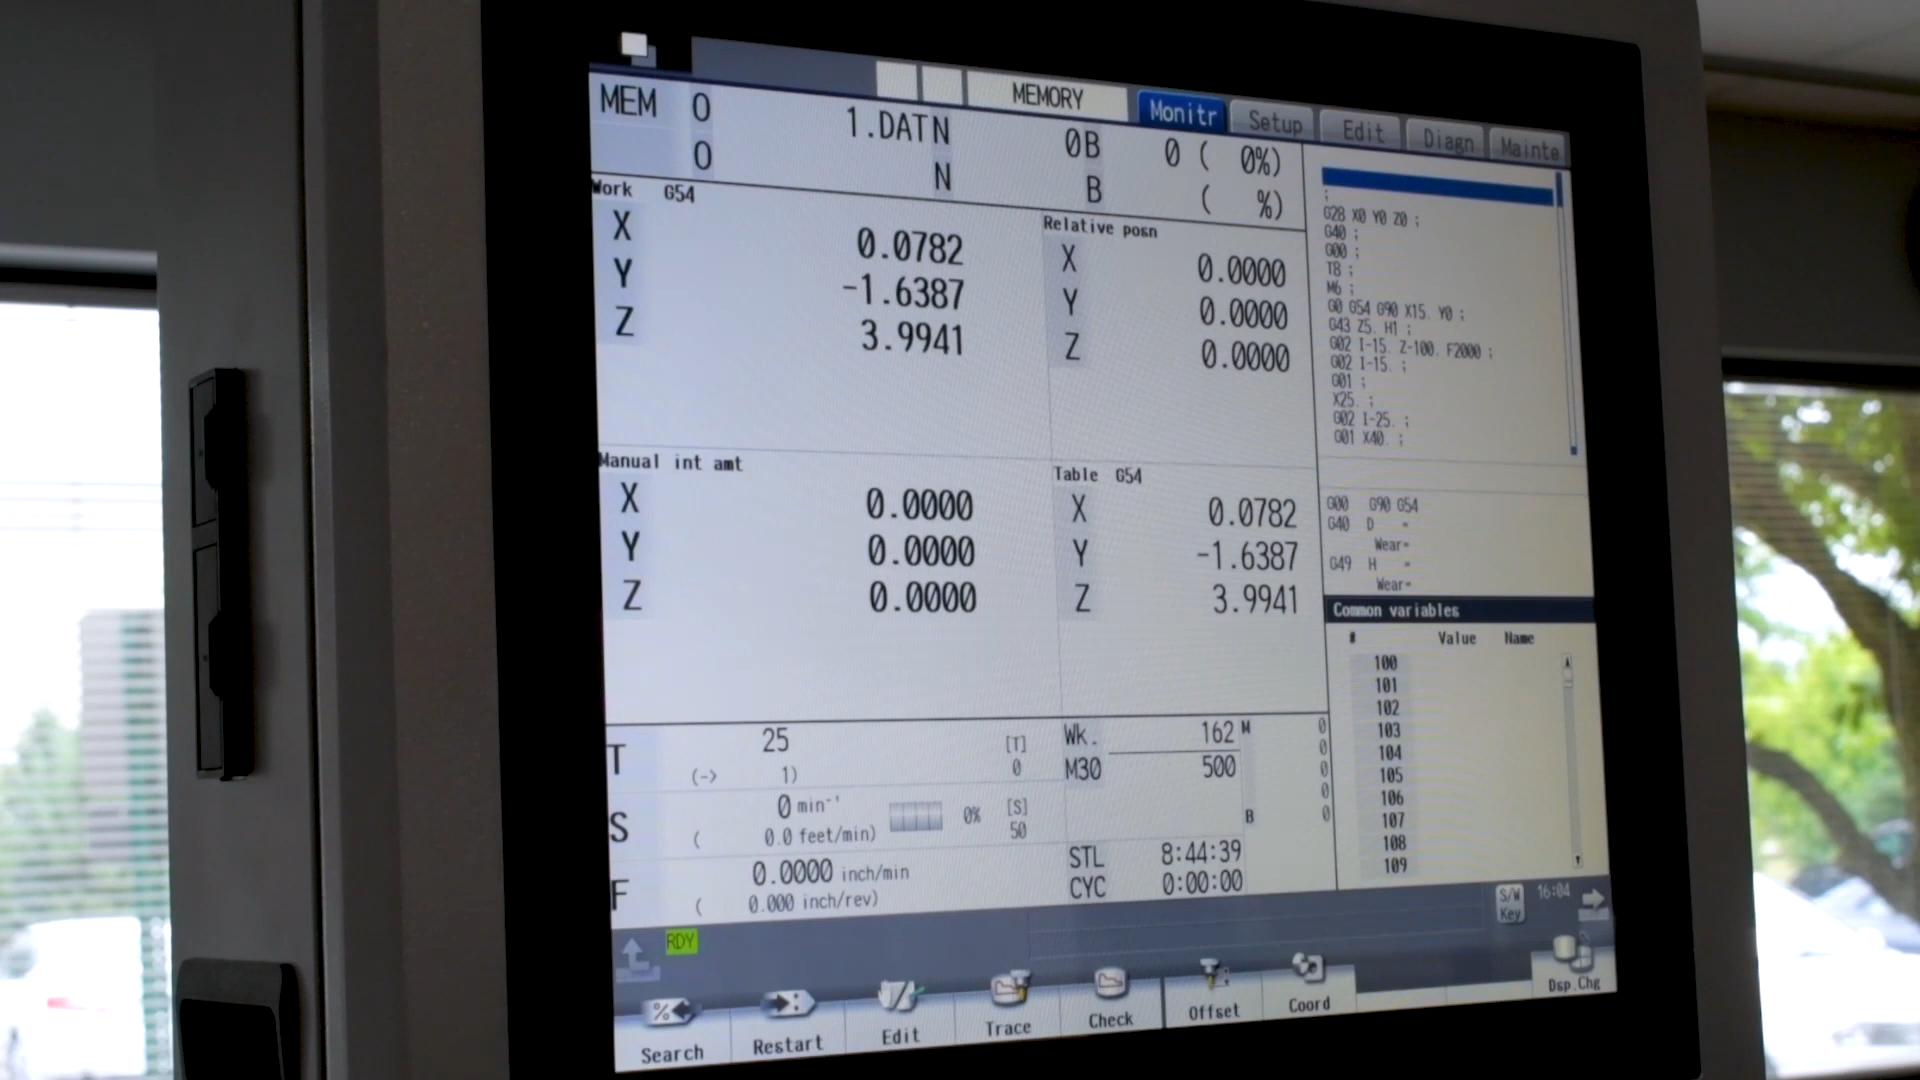 MEMORY
Monitr Setup Edit Diagn Mainte
MEM O 1.DAT N 0 B 0 ( 0%)
O N B ( %)
Work G54
X 0.0782
Y -1.6387
Z 3.9941
Relative posn
X 0.0000
Y 0.0000
Z 0.0000
;
G28 X0 Y0 Z0 ;
G40 ;
G00 ;
T8 ;
M6 ;
G0 G54 G90 X15. Y0 ;
G43 Z5. H1 ;
G02 I-15. Z-100. F2000 ;
G02 I-15. ;
G01 ;
X25. ;
G02 I-25. ;
G01 X40. ;
Manual int amt
X 0.0000
Y 0.0000
Z 0.0000
Table G54
X 0.0782
Y -1.6387
Z 3.9941
G00 G90 G54
G40 D =
Wear=
G49 H =
Wear=
Common variables
# Value Name
100
101
102
103
104
105
106
107
108
109
T 25 [T]
(-> 1) 0
S 0 min⁻¹ 0% [S]
( 0.0 feet/min) 50
F 0.0000 inch/min
( 0.000 inch/rev)
Wk. 162
M30 500
STL 8:44:39
CYC 0:00:00
M 0
0
0
0
B 0
RDY
S/W Key
16:04
Search Restart Edit Trace Check Offset Coord Dsp.Chg